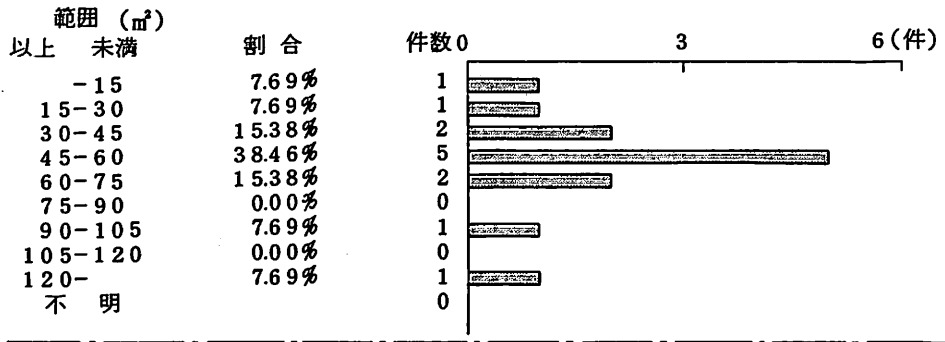 範囲 (㎡)
以上 未満 割合 件数 0 3 6(件)
-15 7.69% 1
15-30 7.69% 1
30-45 15.38% 2
45-60 38.46% 5
60-75 15.38% 2
75-90 0.00% 0
90-105 7.69% 1
105-120 0.00% 0
120- 7.69% 1
不明 0